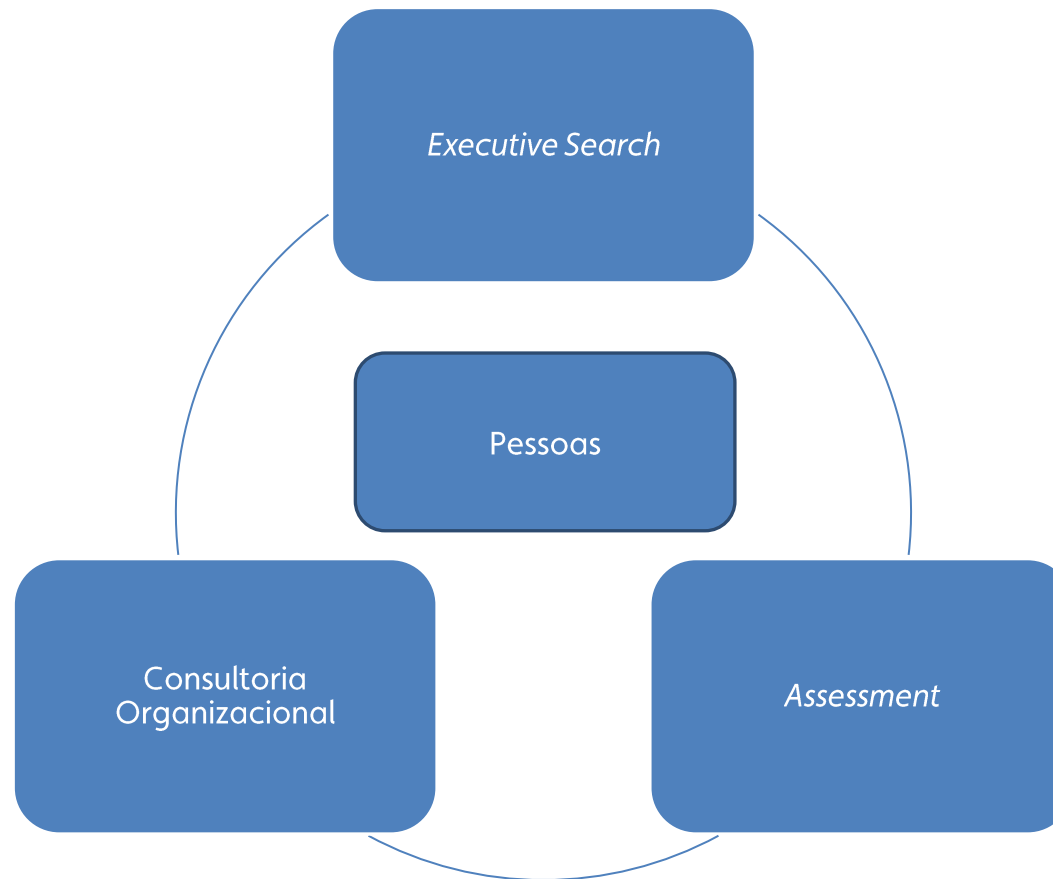 Executive Search
Pessoas
Consultoria
Organizacional
Assessment